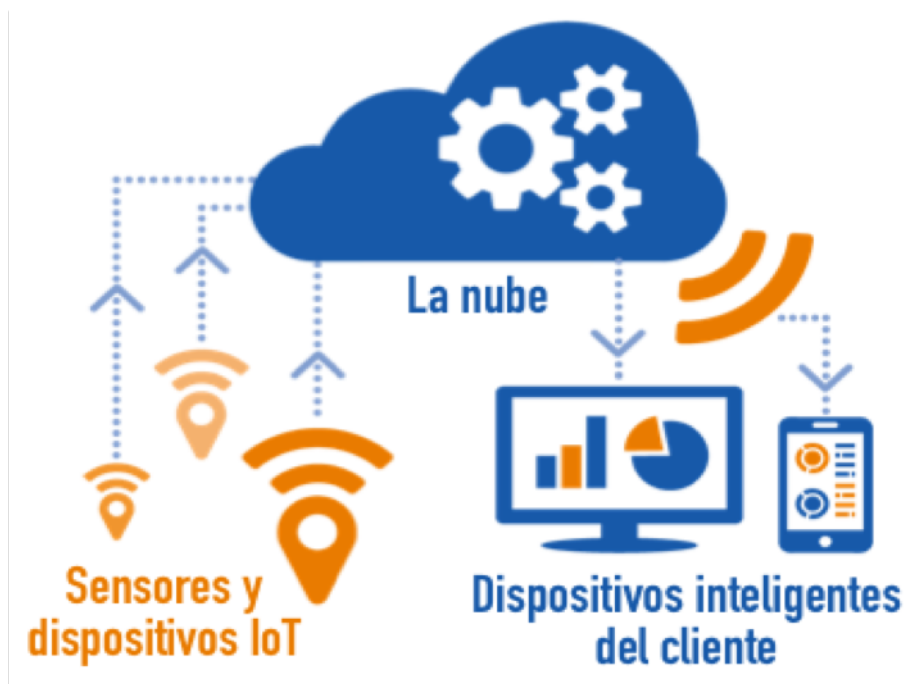 La nube
Sensores y
dispositivos IoT
Dispositivos inteligentes
del cliente